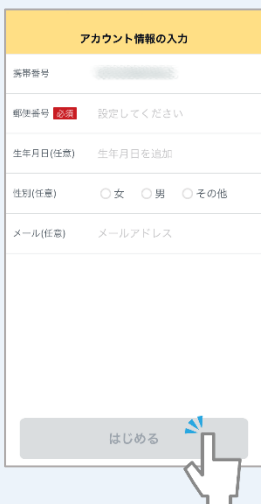 アカウント情報の入力
携帯番号
郵便番号 必須 設定してください
生年月日(任意) 生年月日を追加
性別(任意) 女 男 その他
メール(任意) メールアドレス
はじめる